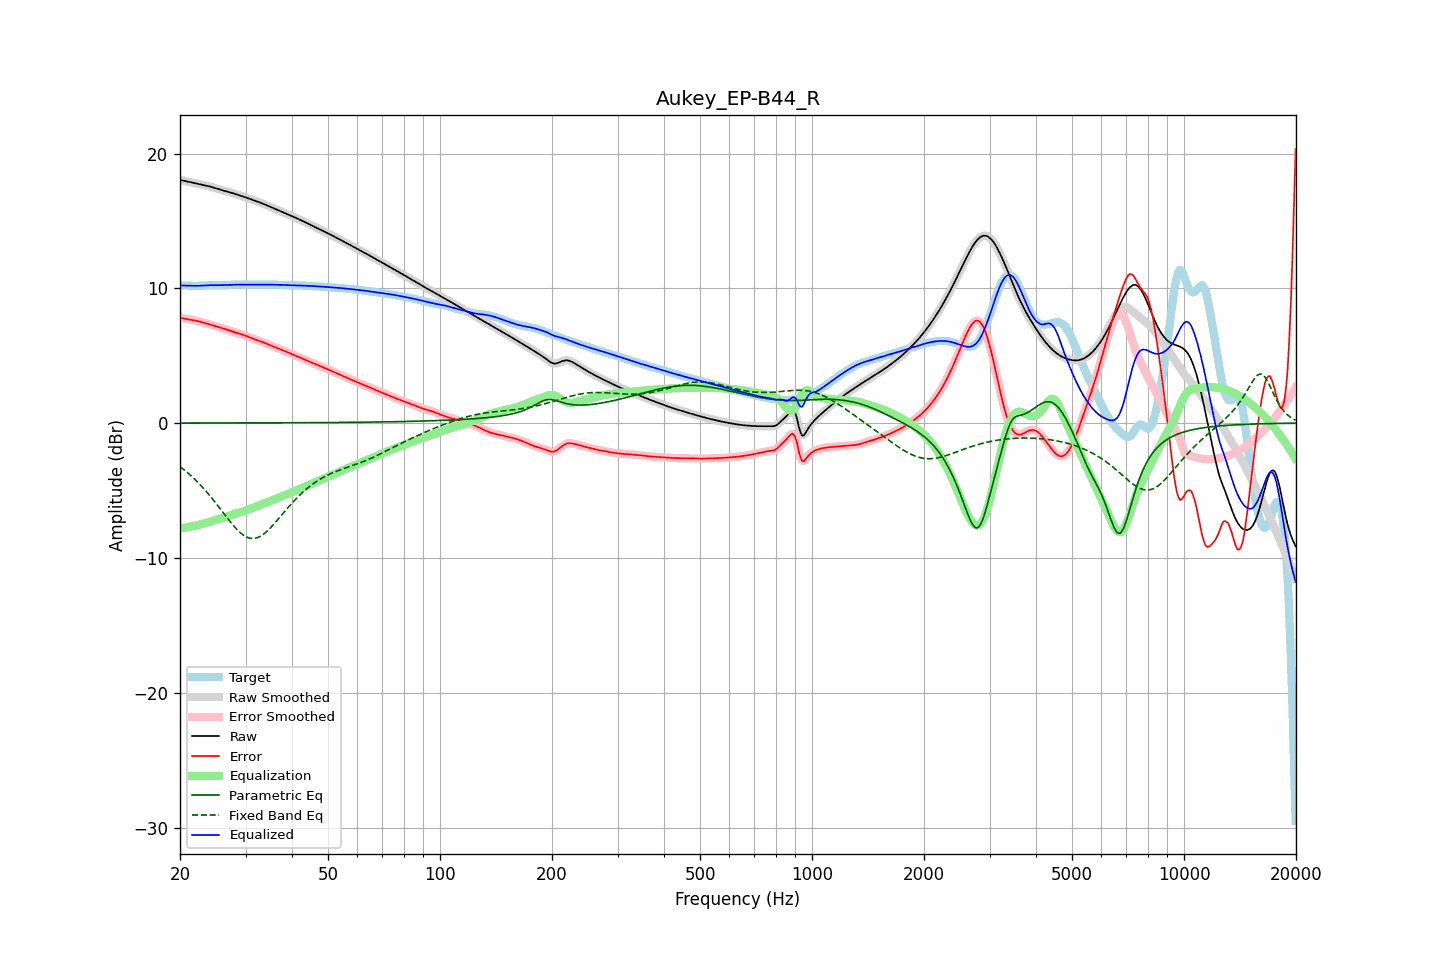 Aukey_EP-B44_R
Amplitude (dBr)
20
10
0
−10
−20
−30
Target
Raw Smoothed
Error Smoothed
Raw
Error
Equalization
Parametric Eq
Fixed Band Eq
Equalized
20 50 100 200 500 1000 2000 5000 10000 20000
Frequency (Hz)